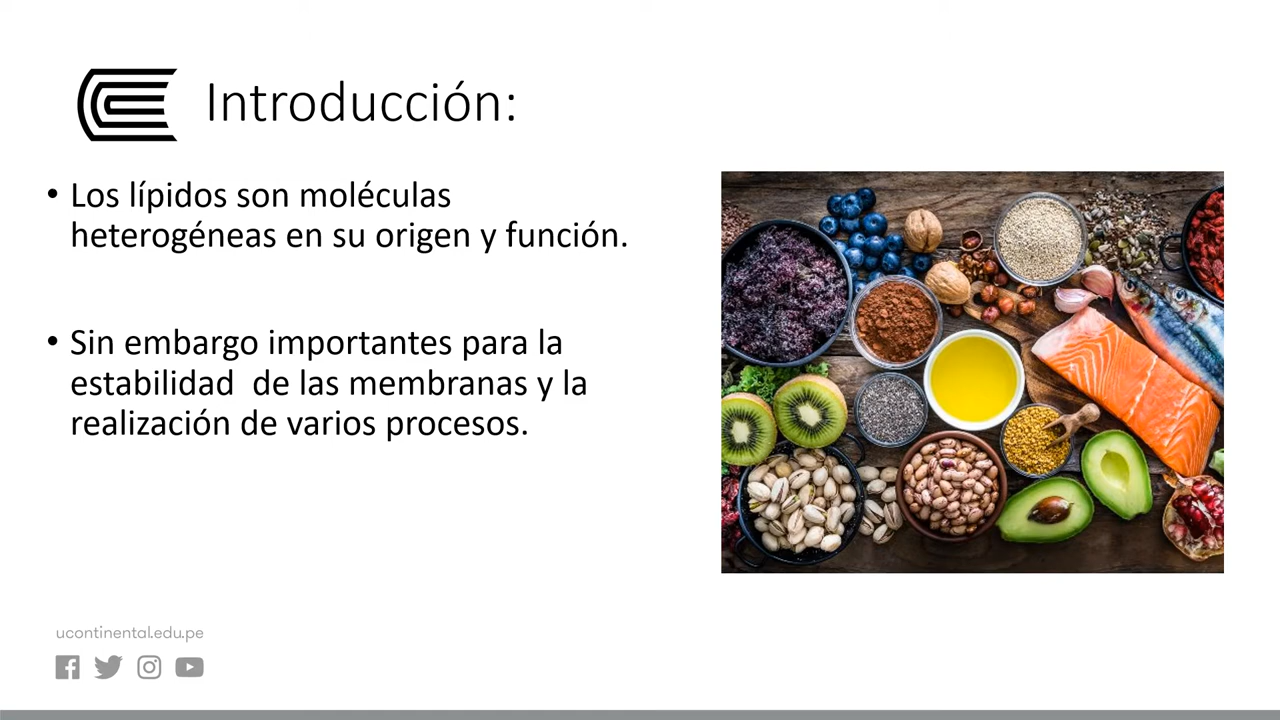 Introducción:
• Los lípidos son moléculas
heterogéneas en su origen y función.
• Sin embargo importantes para la
estabilidad  de las membranas y la
realización de varios procesos.
ucontinental.edu.pe